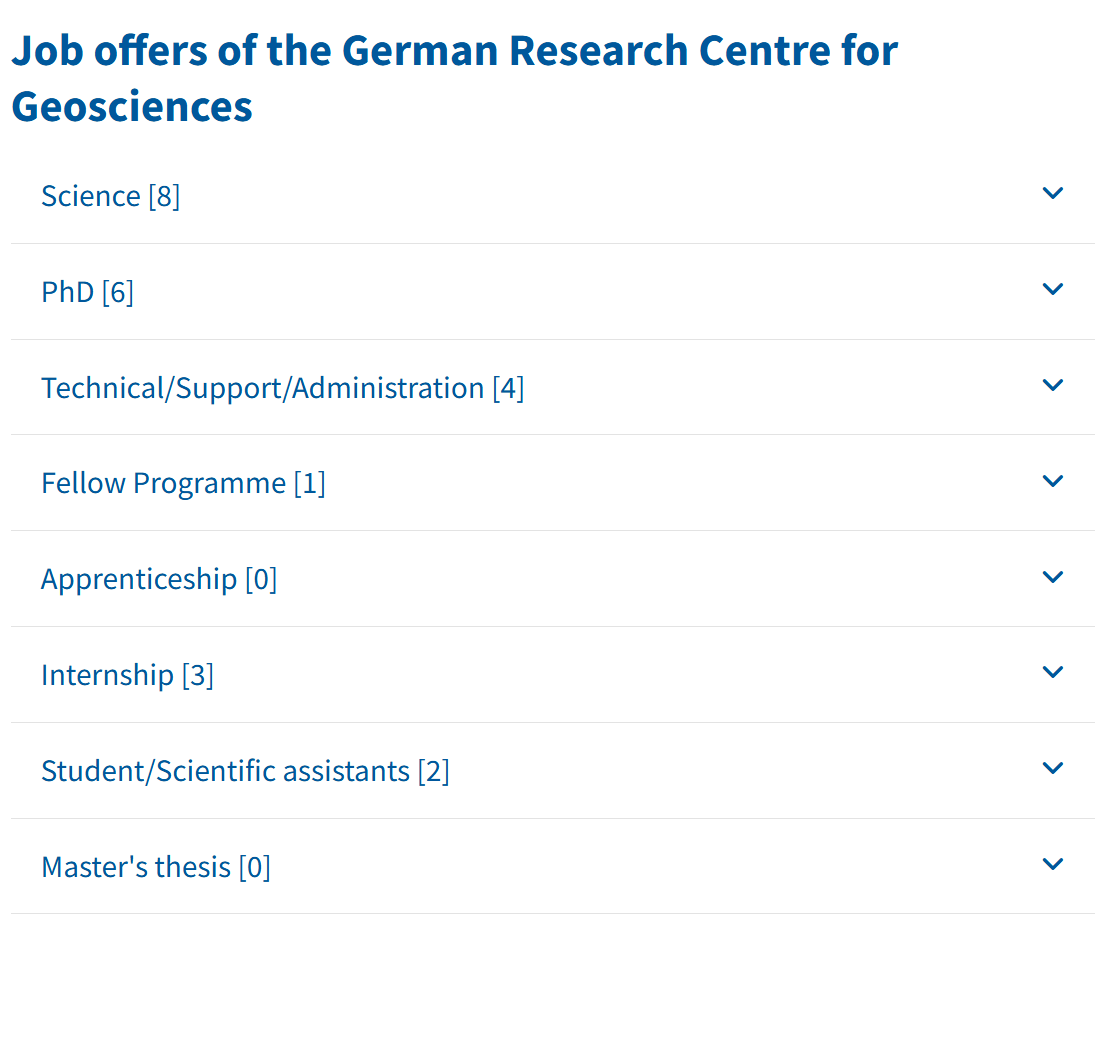 Job offers of the German Research Centre for
Geosciences
Science [8]
PhD [6]
Technical/Support/Administration [4]
Fellow Programme [1]
Apprenticeship [0]
Internship [3]
Student/Scientific assistants [2]
Master's thesis [0]